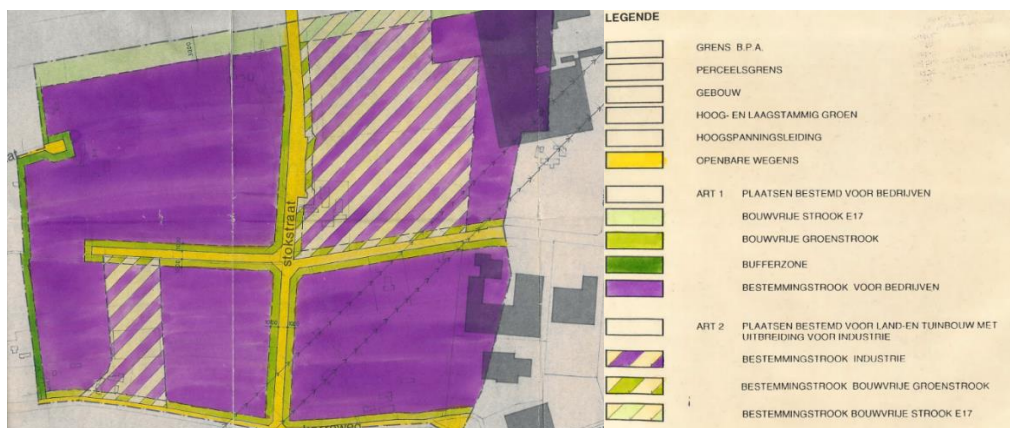 stokstraat
LEGENDE
GRENS B.P.A.
PERCEELSGRENS
GEBOUW
HOOG- EN LAAGSTAMMIG GROEN
HOOGSPANNINGSLEIDING
OPENBARE WEGENIS
ART 1 PLAATSEN BESTEMD VOOR BEDRIJVEN
BOUWVRIJE STROOK E17
BOUWVRIJE GROENSTROOK
BUFFERZONE
BESTEMMINGSTROOK VOOR BEDRIJVEN
ART 2 PLAATSEN BESTEMD VOOR LAND-EN TUINBOUW MET
UITBREIDING VOOR INDUSTRIE
BESTEMMINGSTROOK INDUSTRIE
BESTEMMINGSTROOK BOUWVRIJE GROENSTROOK
BESTEMMINGSTROOK BOUWVRIJE STROOK E17